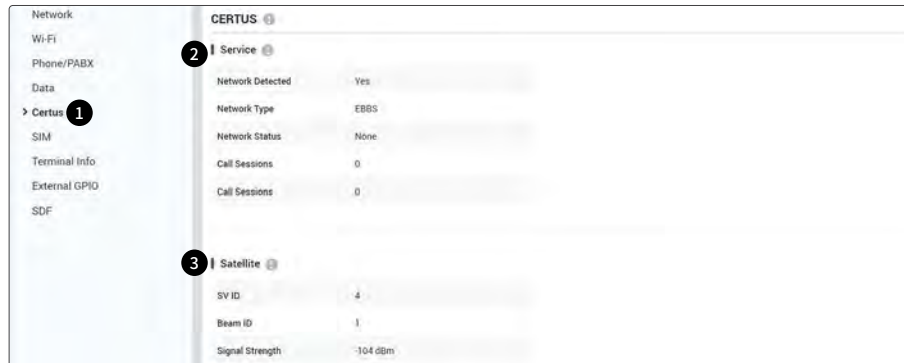 Network
Wi-Fi
Phone/PABX
Data
> Certus 1
SIM
Terminal Info
External GPIO
SDF
CERTUS
2 Service
Network Detected Yes
Network Type EBBS
Network Status None
Call Sessions 0
Call Sessions 0
3 Satellite
SV ID 4
Beam ID 1
Signal Strength -104 dBm